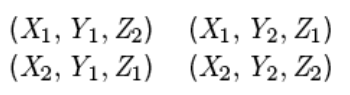 (X₁, Y₁, Z₂) (X₁, Y₂, Z₁)
(X₂, Y₁, Z₁) (X₂, Y₂, Z₂)